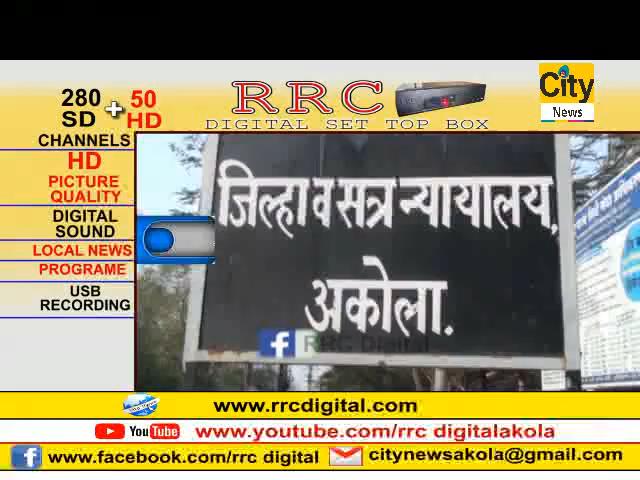 280 + 50
SD HD
CHANNELS
HD
PICTURE
QUALITY
DIGITAL
SOUND
LOCAL NEWS
PROGRAME
USB
RECORDING
RRC
DIGITAL SET TOP BOX
City
News
जिल्हा व सत्र न्यायालय,
अकोला.
RRC Digital
www.rrcdigital.com
YouTube www.youtube.com/rrc digitalakola
www.facebook.com/rrc digital citynewsakola@gmail.com